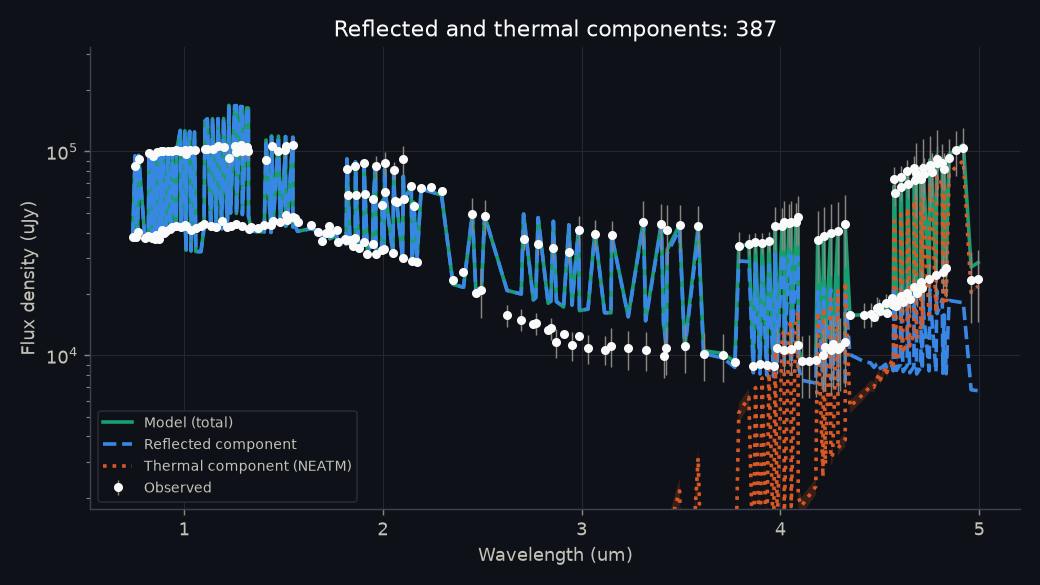 Reflected and thermal components: 387
Flux density (uJy)
10^5
10^4
Model (total)
Reflected component
Thermal component (NEATM)
Observed
1 2 3 4 5
Wavelength (um)